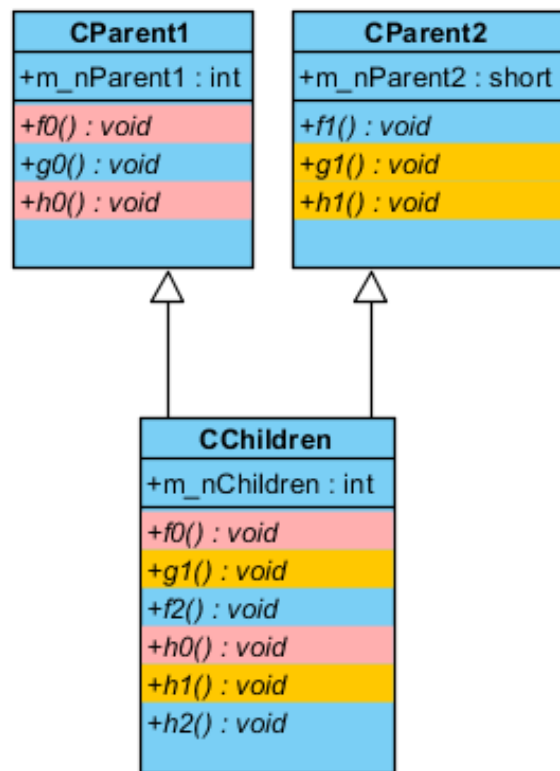 CParent1
+m_nParent1 : int
+f0() : void
+g0() : void
+h0() : void
CParent2
+m_nParent2 : short
+f1() : void
+g1() : void
+h1() : void
CChildren
+m_nChildren : int
+f0() : void
+g1() : void
+f2() : void
+h0() : void
+h1() : void
+h2() : void